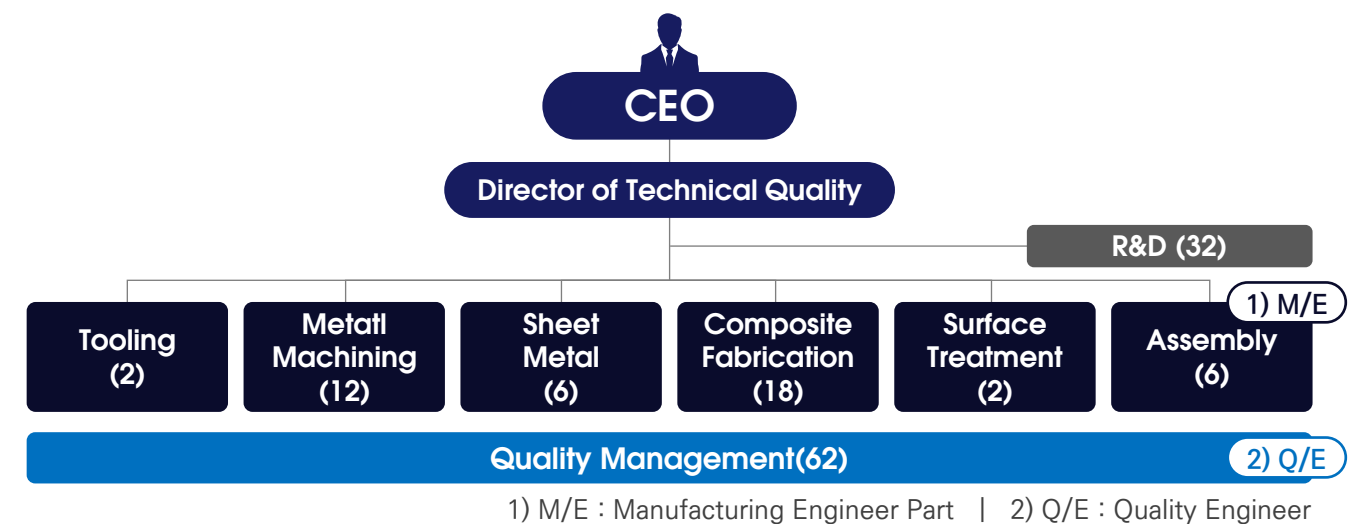 CEO
Director of Technical Quality
R&D (32)
1) M/E
Tooling
(2)
Metatl
Machining
(12)
Sheet
Metal
(6)
Composite
Fabrication
(18)
Surface
Treatment
(2)
Assembly
(6)
Quality Management(62)
2) Q/E
1) M/E : Manufacturing Engineer Part | 2) Q/E : Quality Engineer